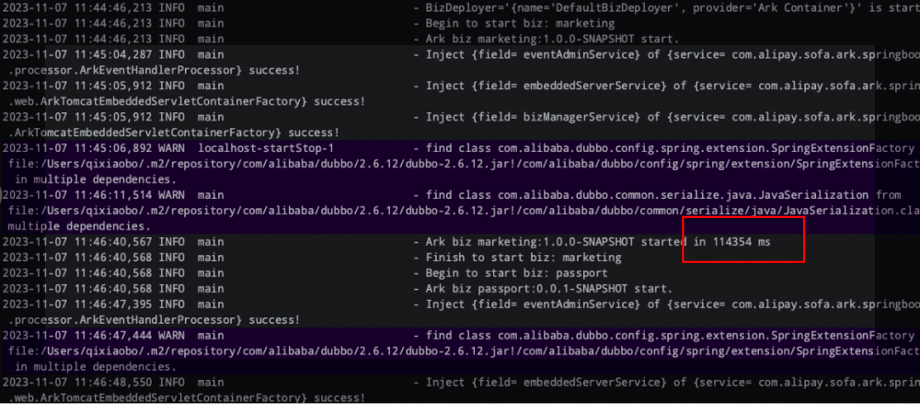 2023-11-07 11:44:46,213 INFO  main                             - BizDeployer='{name='DefaultBizDeployer', provider='Ark Container'}' is start
2023-11-07 11:44:46,213 INFO  main                             - Begin to start biz: marketing
2023-11-07 11:44:46,213 INFO  main                             - Ark biz marketing:1.0.0-SNAPSHOT start.
2023-11-07 11:45:04,287 INFO  main                             - Inject {field= eventAdminService} of {service= com.alipay.sofa.ark.spring
.processor.ArkEventHandlerProcessor} success!
2023-11-07 11:45:05,912 INFO  main                             - Inject {field= embeddedServerService} of {service= com.alipay.sofa.ark.spr
.web.ArkTomcatEmbeddedServletContainerFactory} success!
2023-11-07 11:45:05,912 INFO  main                             - Inject {field= bizManagerService} of {service= com.alipay.sofa.ark.springb
ArkTomcatEmbeddedServletContainerFactory} success!
2023-11-07 11:45:06,892 WARN  localhost-startStop-1            - find class com.alibaba.dubbo.config.spring.extension.SpringExtensionFactory
file:/Users/qixiaobo/.m2/repository/com/alibaba/dubbo/2.6.12/dubbo-2.6.12.jar!/com/alibaba/dubbo/config/spring/extension/SpringExtensionFac
in multiple dependencies.
2023-11-07 11:46:11,514 WARN  main                             - find class com.alibaba.dubbo.common.serialize.java.JavaSerialization from
file:/Users/qixiaobo/.m2/repository/com/alibaba/dubbo/2.6.12/dubbo-2.6.12.jar!/com/alibaba/dubbo/common/serialize/java/JavaSerialization.cla
multiple dependencies.
2023-11-07 11:46:40,567 INFO  main                             - Ark biz marketing:1.0.0-SNAPSHOT started in 114354 ms
2023-11-07 11:46:40,568 INFO  main                             - Finish to start biz: marketing
2023-11-07 11:46:40,568 INFO  main                             - Begin to start biz: passport
2023-11-07 11:46:40,568 INFO  main                             - Ark biz passport:0.0.1-SNAPSHOT start.
2023-11-07 11:46:47,395 INFO  main                             - Inject {field= eventAdminService} of {service= com.alipay.sofa.ark.springboo
.processor.ArkEventHandlerProcessor} success!
2023-11-07 11:46:47,444 WARN  main                             - find class com.alibaba.dubbo.config.spring.extension.SpringExtensionFactory
file:/Users/qixiaobo/.m2/repository/com/alibaba/dubbo/2.6.12/dubbo-2.6.12.jar!/com/alibaba/dubbo/config/spring/extension/SpringExtensionFact
in multiple dependencies.
2023-11-07 11:46:48,550 INFO  main                             - Inject {field= embeddedServerService} of {service= com.alipay.sofa.ark.sprin
.web.ArkTomcatEmbeddedServletContainerFactory} success!